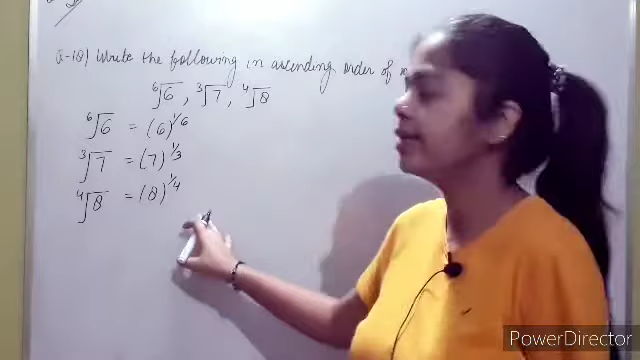 Q-18) Write the following in ascending order of
⁶√6, ³√7, ⁴√8
⁶√6 = (6)^1/6
³√7 = (7)^1/3
⁴√8 = (8)^1/4
PowerDirector